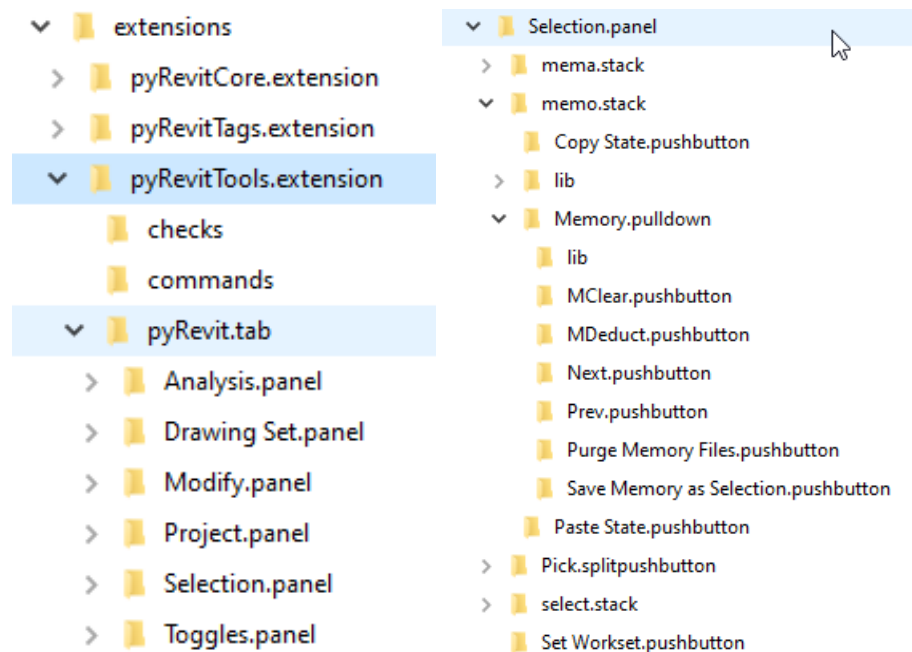 extensions
pyRevitCore.extension
pyRevitTags.extension
pyRevitTools.extension
checks
commands
pyRevit.tab
Analysis.panel
Drawing Set.panel
Modify.panel
Project.panel
Selection.panel
Toggles.panel
Selection.panel
mema.stack
memo.stack
Copy State.pushbutton
lib
Memory.pulldown
lib
MClear.pushbutton
MDeduct.pushbutton
Next.pushbutton
Prev.pushbutton
Purge Memory Files.pushbutton
Save Memory as Selection.pushbutton
Paste State.pushbutton
Pick.splitpushbutton
select.stack
Set Workset.pushbutton